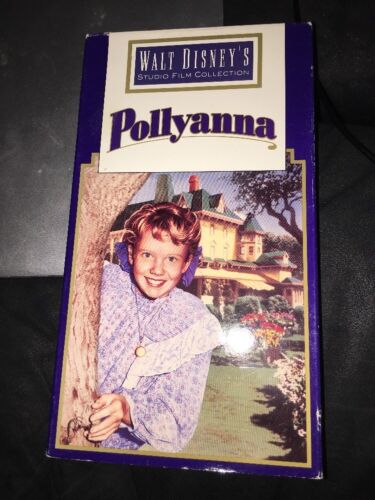 WALT DISNEY'S
STUDIO FILM COLLECTION
Pollyanna